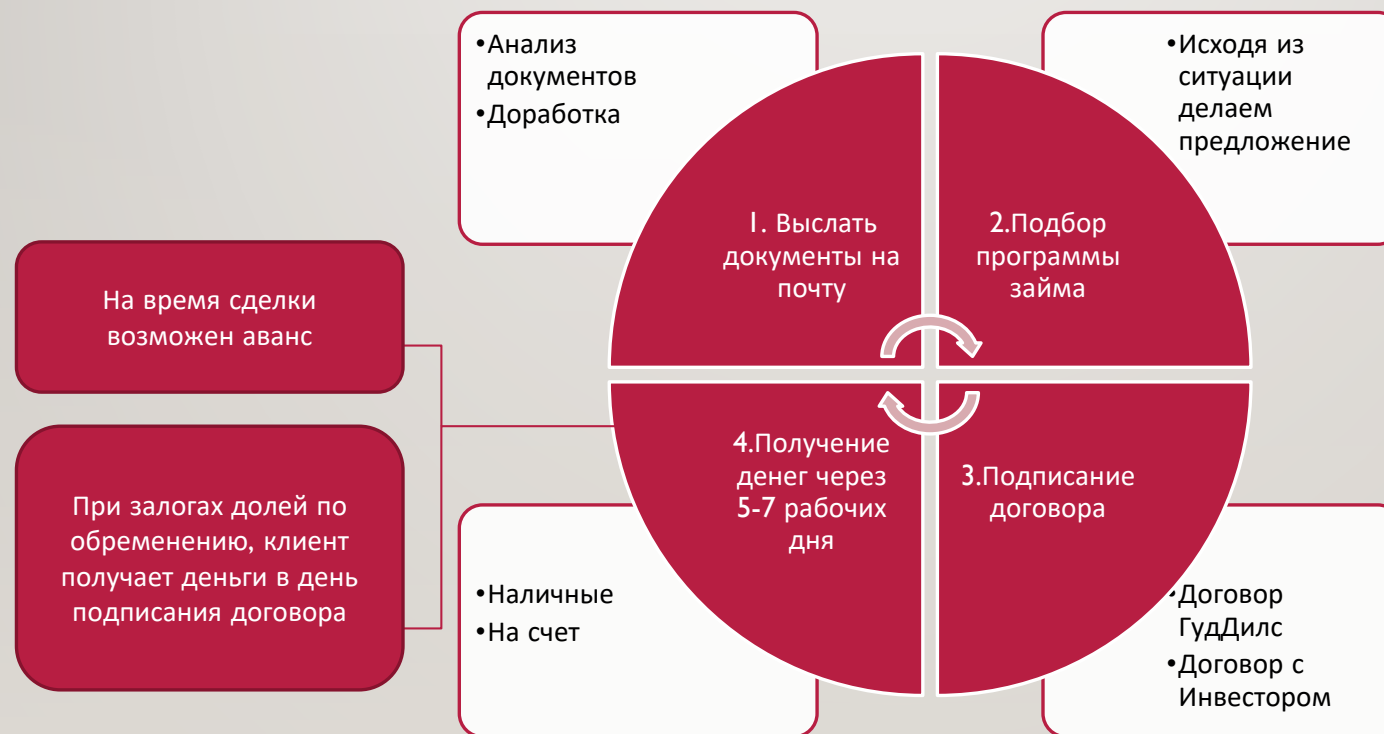 •Анализ
документов
•Доработка
•Исходя из
ситуации
делаем
предложение
1. Выслать
документы на
почту
2.Подбор
программы
займа
На время сделки
возможен аванс
4.Получение
денег через
5-7 рабочих
дня
3.Подписание
договора
При залогах долей по
обременению, клиент
получает деньги в день
подписания договора
•Наличные
•На счет
•Договор
ГудДилс
•Договор с
Инвестором